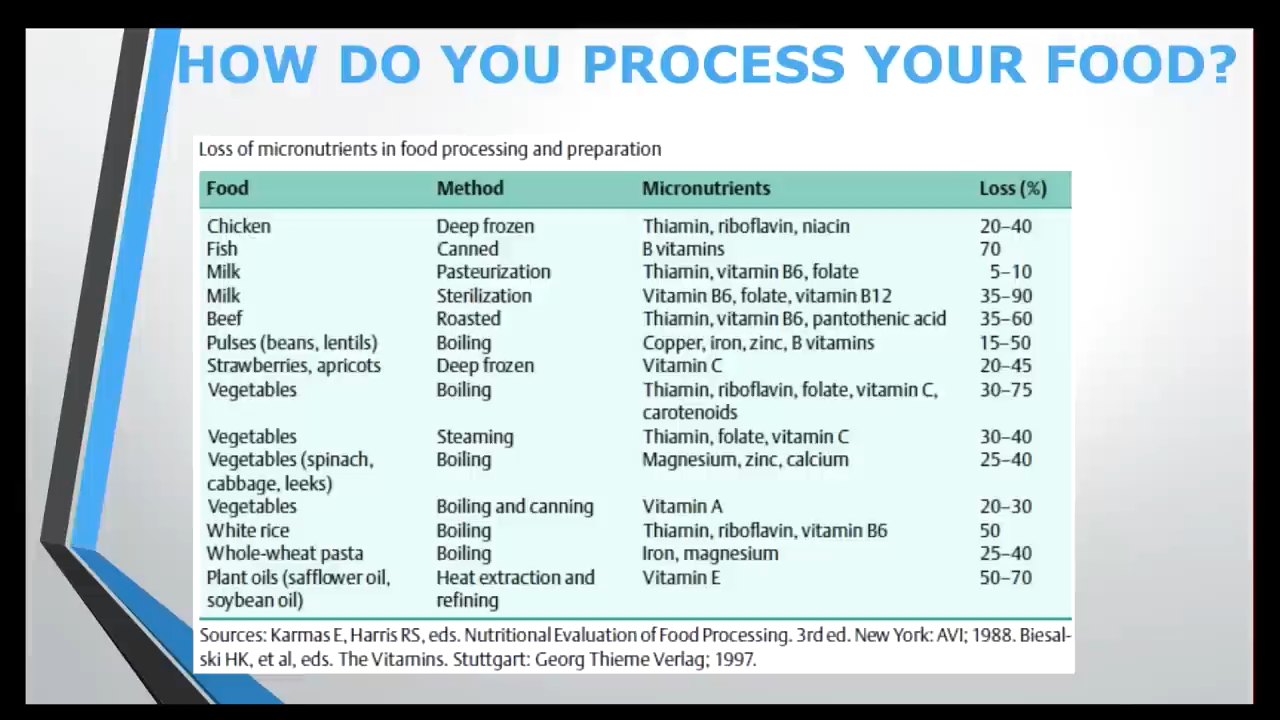 HOW DO YOU PROCESS YOUR FOOD?
Loss of micronutrients in food processing and preparation
Food Method Micronutrients Loss (%)
Chicken Deep frozen Thiamin, riboflavin, niacin 20–40
Fish Canned B vitamins 70
Milk Pasteurization Thiamin, vitamin B6, folate 5–10
Milk Sterilization Vitamin B6, folate, vitamin B12 35–90
Beef Roasted Thiamin, vitamin B6, pantothenic acid 35–60
Pulses (beans, lentils) Boiling Copper, iron, zinc, B vitamins 15–50
Strawberries, apricots Deep frozen Vitamin C 20–45
Vegetables Boiling Thiamin, riboflavin, folate, vitamin C, 30–75
carotenoids
Vegetables Steaming Thiamin, folate, vitamin C 30–40
Vegetables (spinach, Boiling Magnesium, zinc, calcium 25–40
cabbage, leeks)
Vegetables Boiling and canning Vitamin A 20–30
White rice Boiling Thiamin, riboflavin, vitamin B6 50
Whole-wheat pasta Boiling Iron, magnesium 25–40
Plant oils (safflower oil, Heat extraction and Vitamin E 50–70
soybean oil) refining
Sources: Karmas E, Harris RS, eds. Nutritional Evaluation of Food Processing. 3rd ed. New York: AVI; 1988. Biesal-
ski HK, et al, eds. The Vitamins. Stuttgart: Georg Thieme Verlag; 1997.